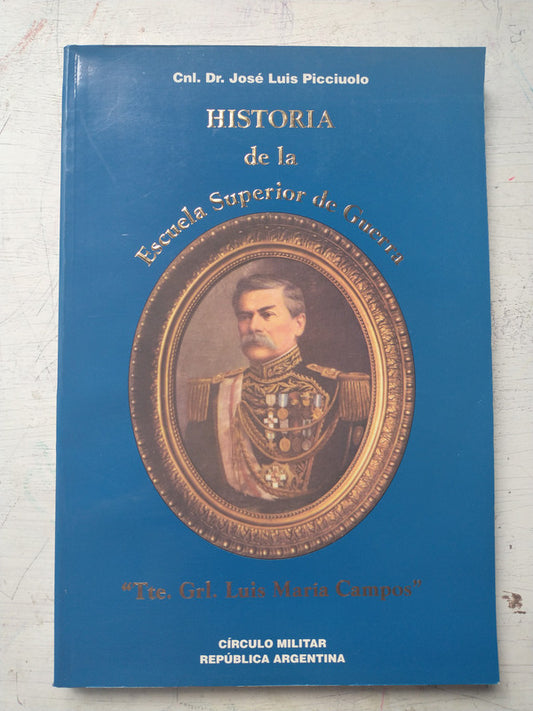 Cnl. Dr. José Luis Picciuolo
HISTORIA
de la
Escuela Superior de Guerra
"Tte. Grl. Luis Maria Campos"
CÍRCULO MILITAR
REPÚBLICA ARGENTINA